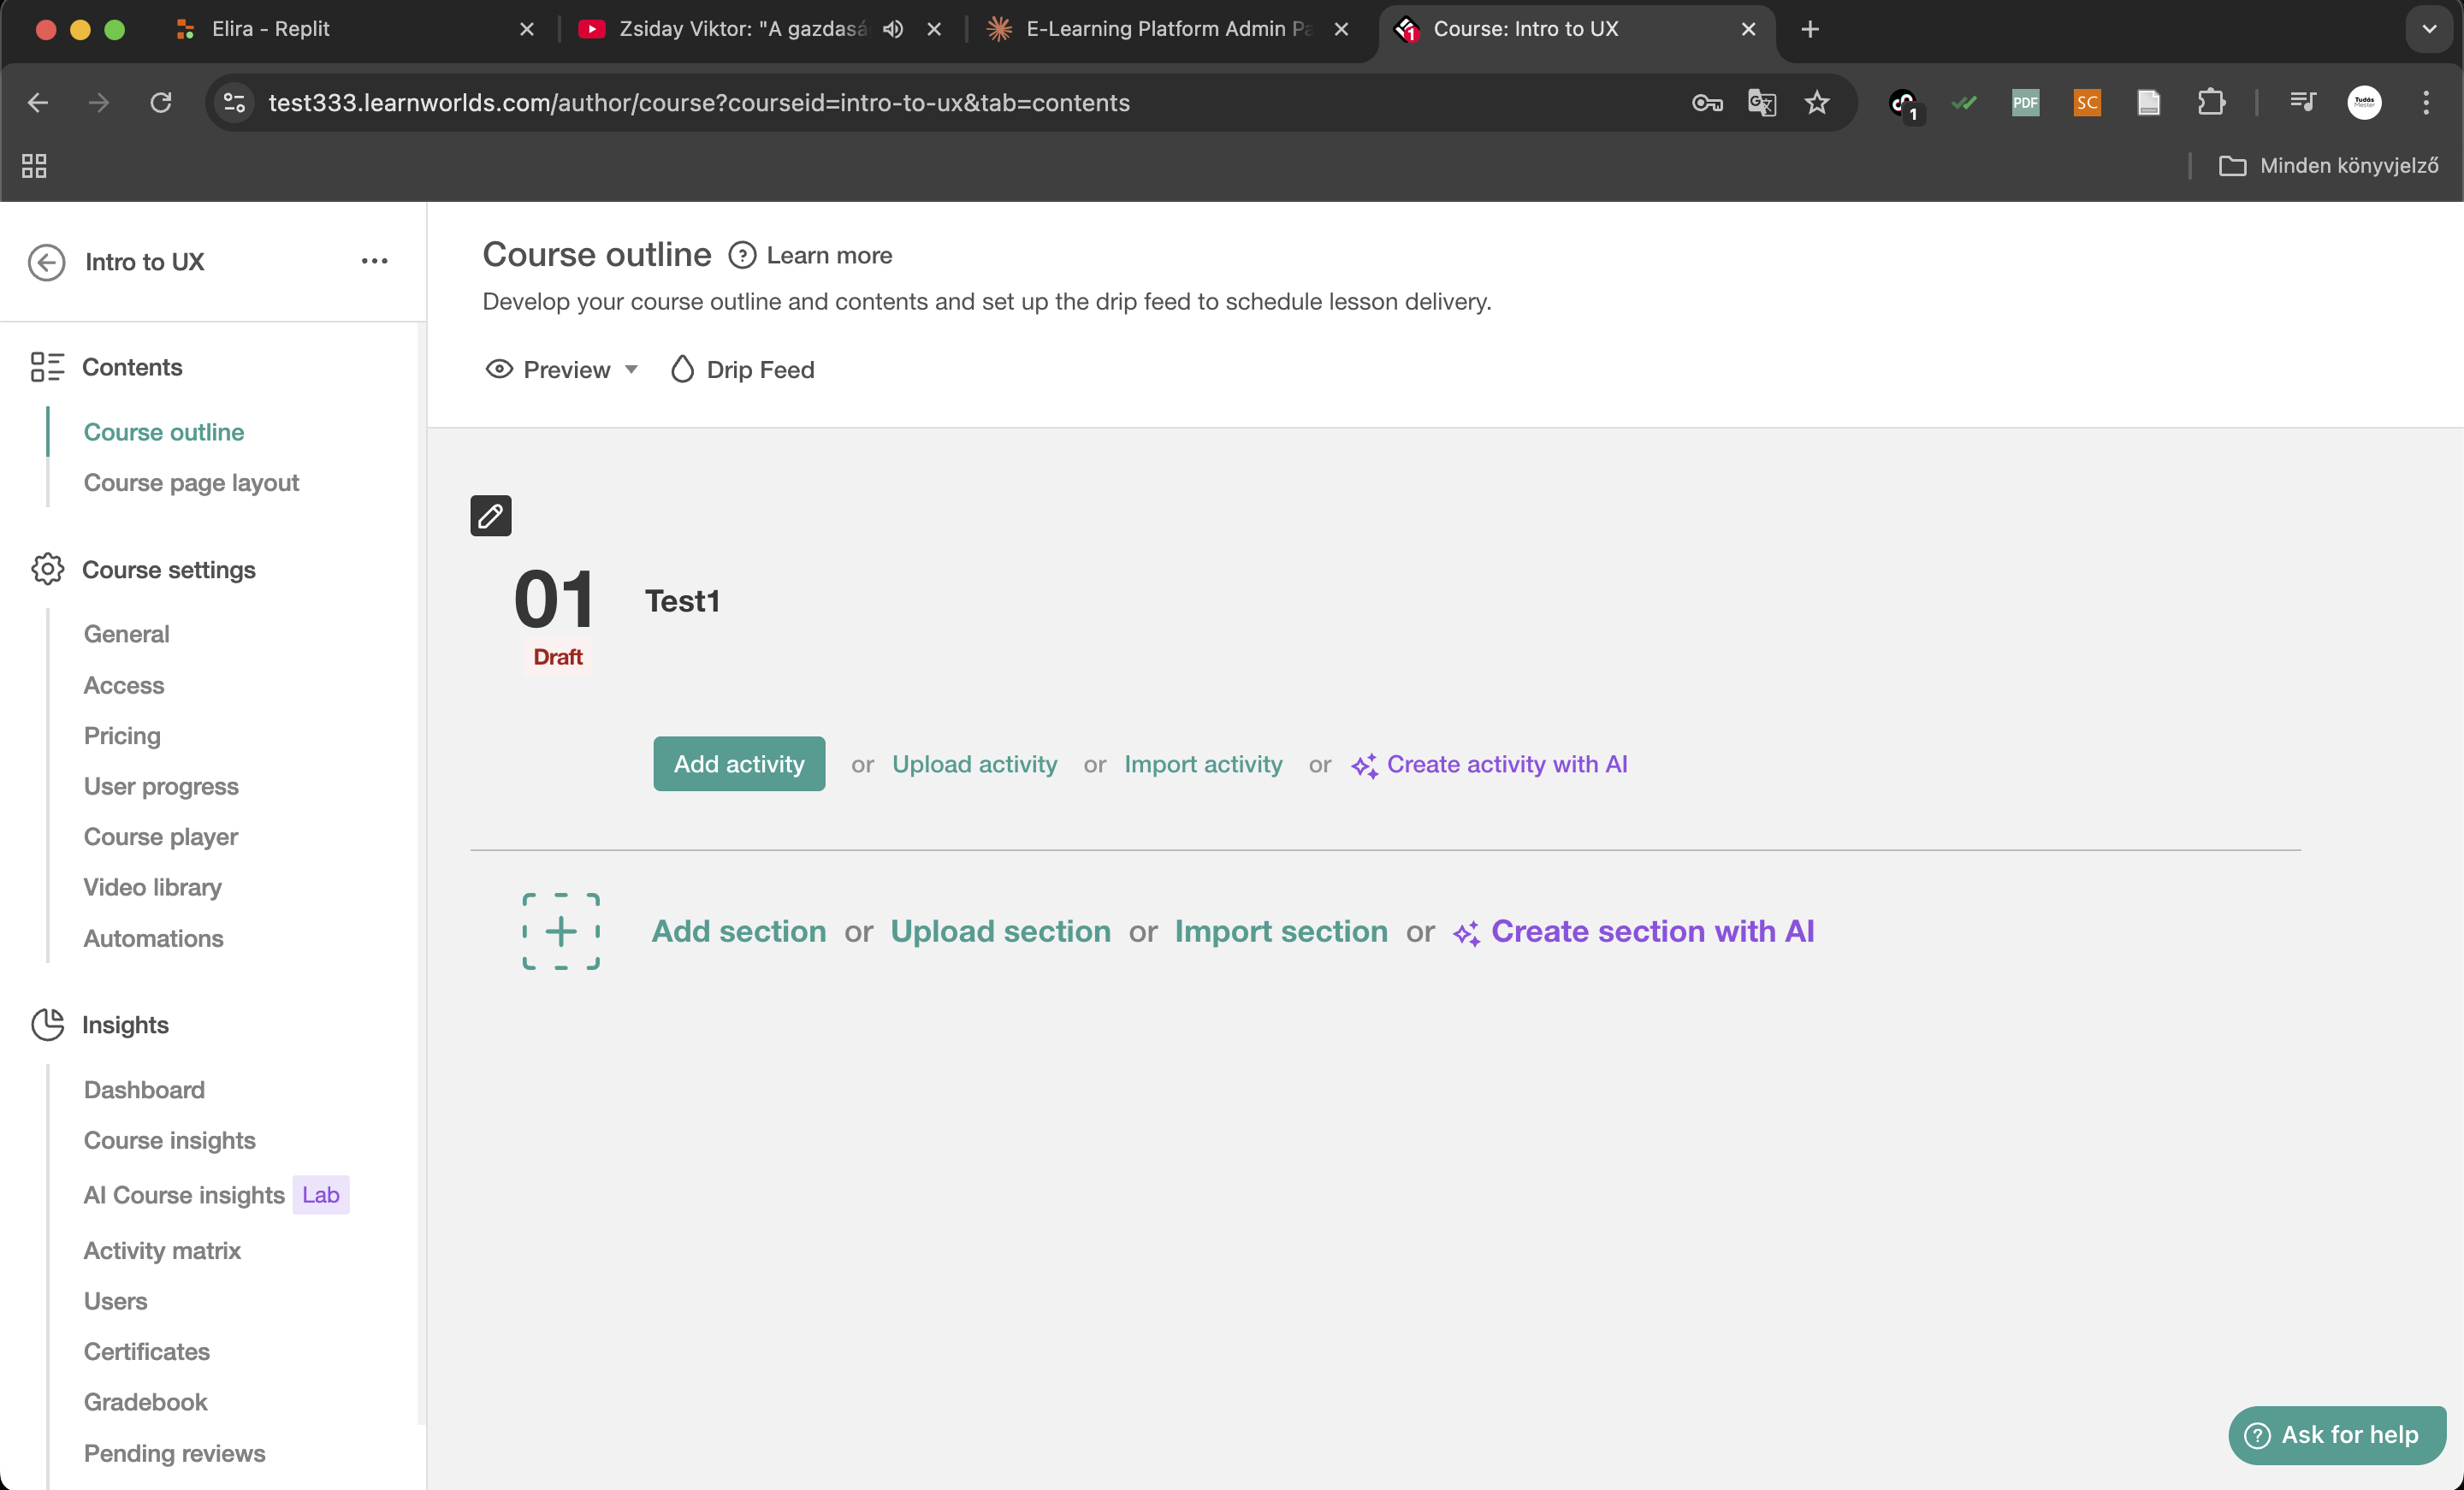 Elira - Replit
Zsiday Viktor: "A gazdasá
E-Learning Platform Admin Pa
Course: Intro to UX
test333.learnworlds.com/author/course?courseid=intro-to-ux&tab=contents
1
PDF
SC
Tudás
Mester
Minden könyvjelző
Intro to UX
Contents
Course outline
Course page layout
Course settings
General
Access
Pricing
User progress
Course player
Video library
Automations
Insights
Dashboard
Course insights
AI Course insights Lab
Activity matrix
Users
Certificates
Gradebook
Pending reviews
Course outline ? Learn more
Develop your course outline and contents and set up the drip feed to schedule lesson delivery.
Preview Drip Feed
01 Test1
Draft
Add activity or Upload activity or Import activity or Create activity with AI
Add section or Upload section or Import section or Create section with AI
? Ask for help